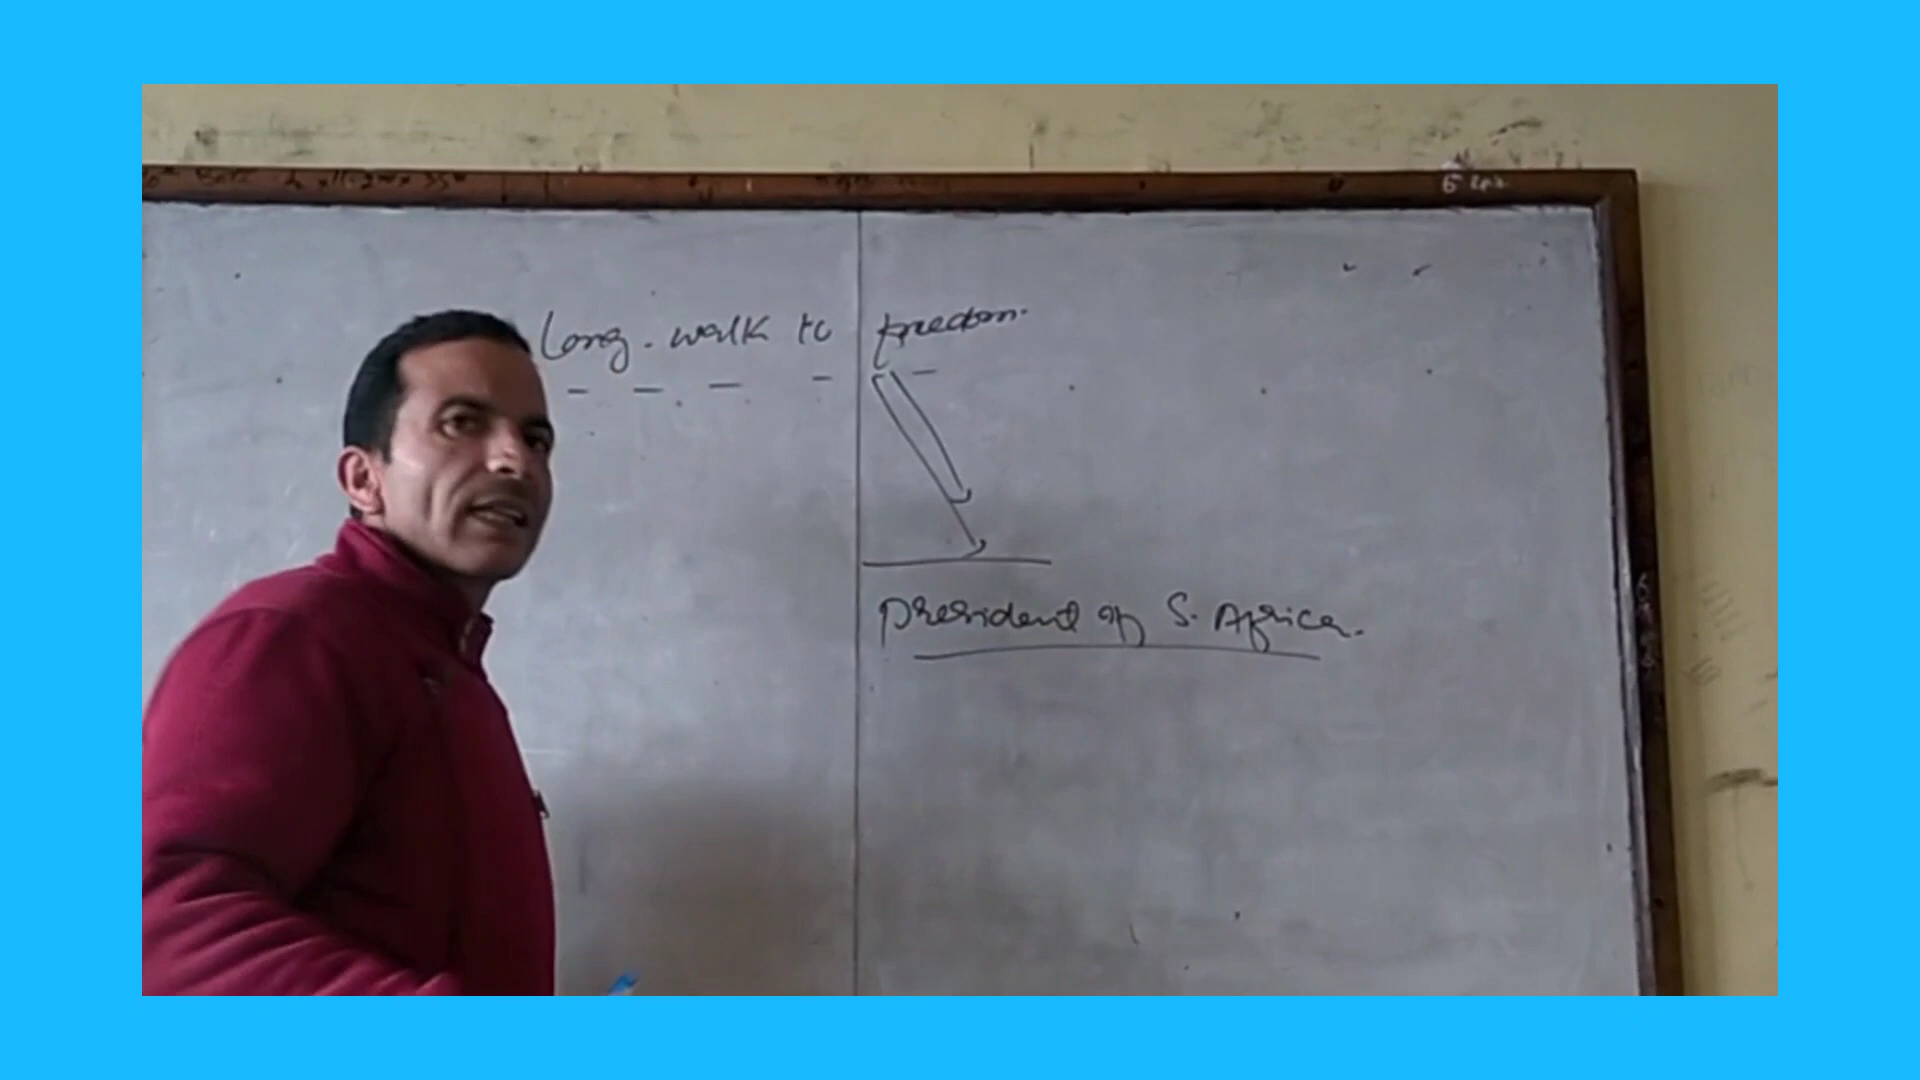 Long. walk to freedom.
President of S. Africa.